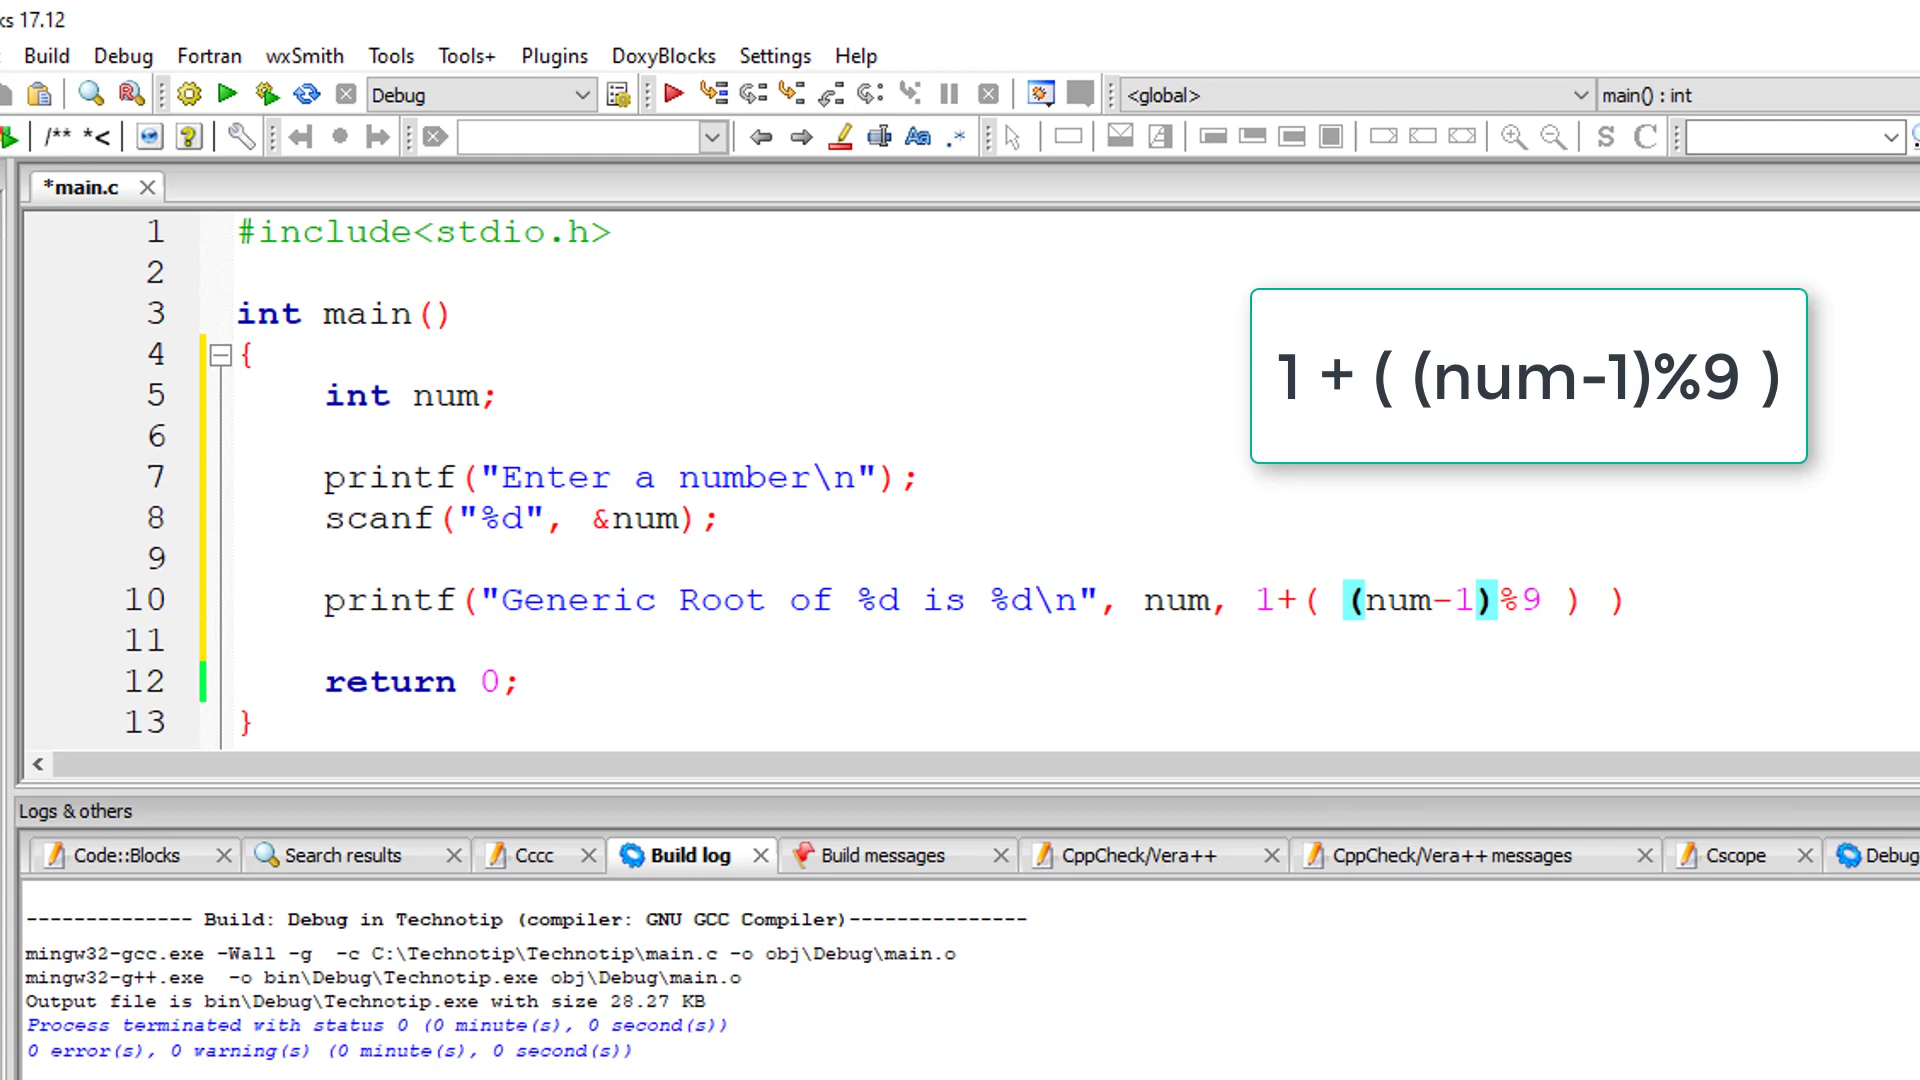 ks 17.12
Build Debug Fortran wxSmith Tools Tools+ Plugins DoxyBlocks Settings Help
Debug <global> main() : int
/** *< Aa .* S C
*main.c
1 #include<stdio.h>
2
3 int main()
4 {
5 int num;
6
7 printf("Enter a number\n");
8 scanf("%d", &num);
9
10 printf("Generic Root of %d is %d\n", num, 1+( (num-1)%9 ) )
11
12 return 0;
13 }
1 + ( (num-1)%9 )
Logs & others
Code::Blocks Search results Cccc Build log Build messages CppCheck/Vera++ CppCheck/Vera++ messages Cscope Debug
-------------- Build: Debug in Technotip (compiler: GNU GCC Compiler)---------------
mingw32-gcc.exe -Wall -g -c C:\Technotip\Technotip\main.c -o obj\Debug\main.o
mingw32-g++.exe -o bin\Debug\Technotip.exe obj\Debug\main.o
Output file is bin\Debug\Technotip.exe with size 28.27 KB
Process terminated with status 0 (0 minute(s), 0 second(s))
0 error(s), 0 warning(s) (0 minute(s), 0 second(s))